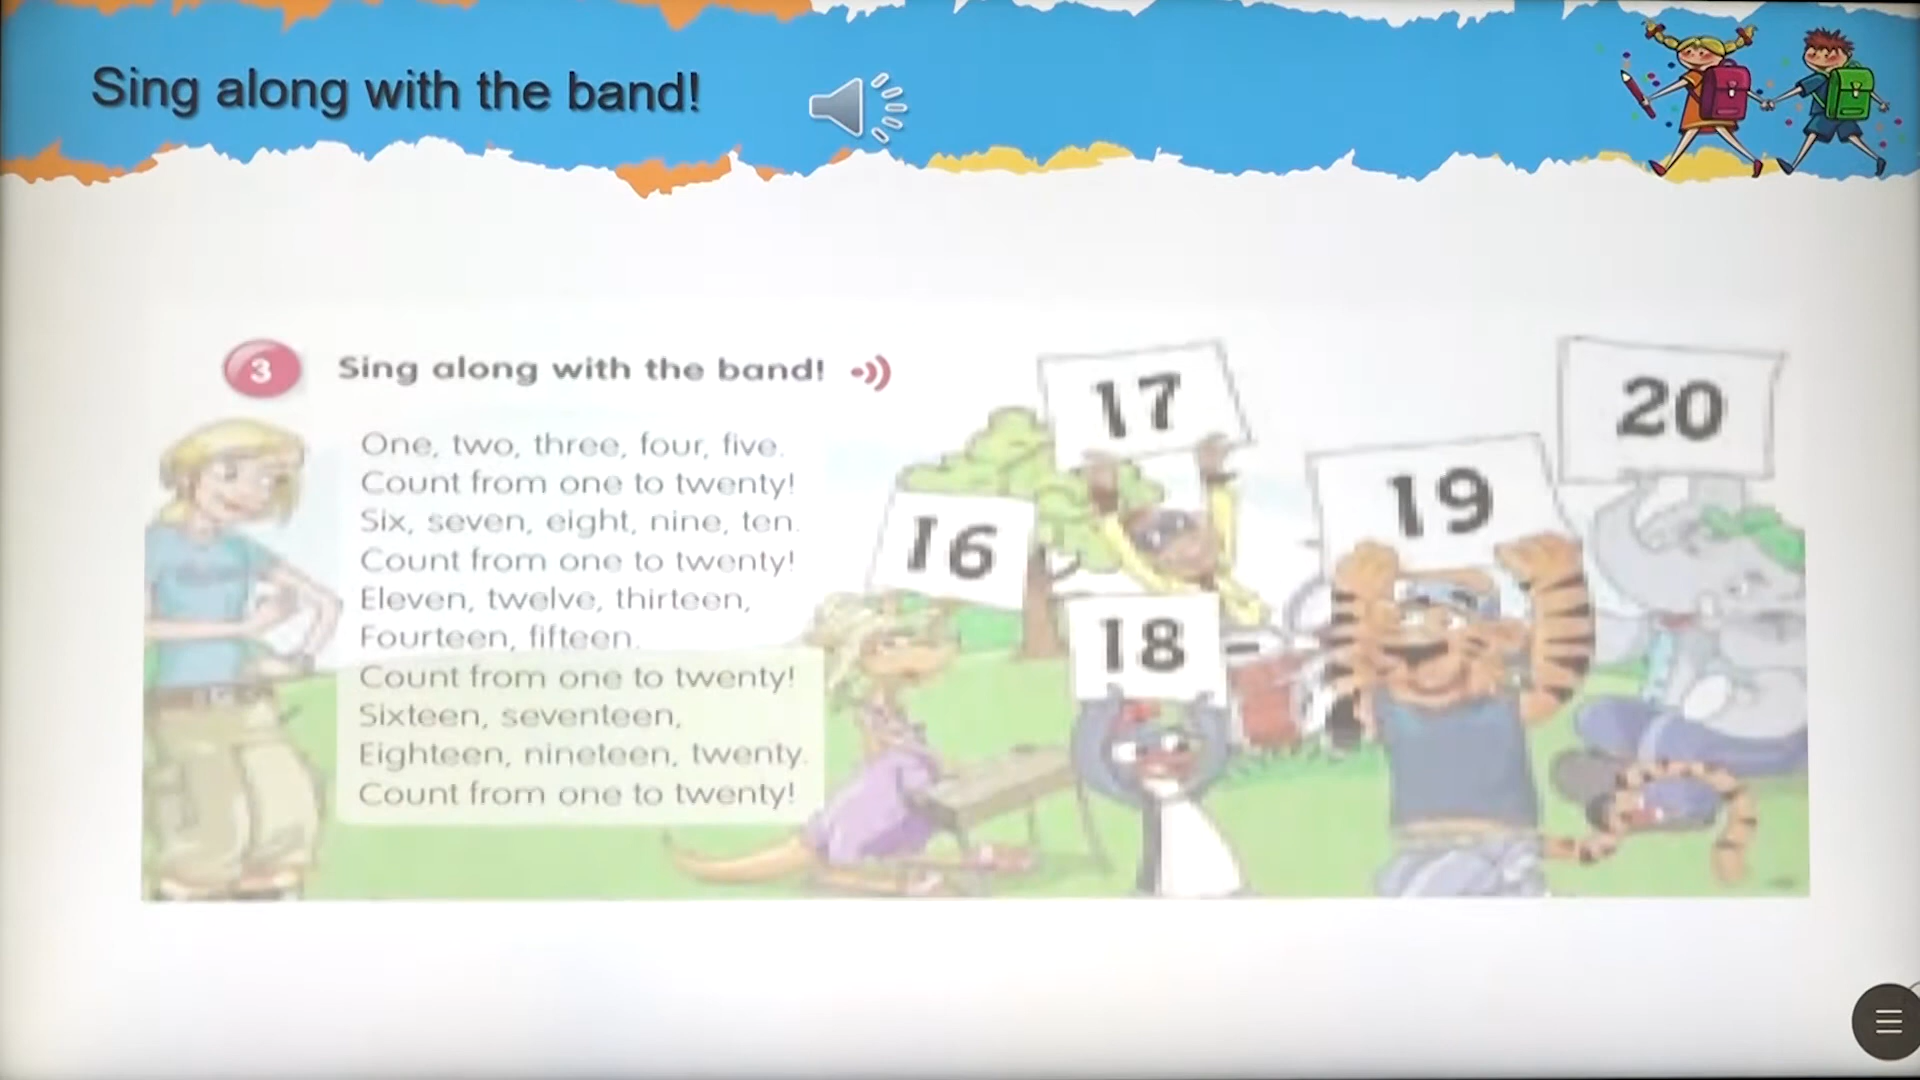 Sing along with the band!
3 Sing along with the band!
One, two, three, four, five.
Count from one to twenty!
Six, seven, eight, nine, ten.
Count from one to twenty!
Eleven, twelve, thirteen,
Fourteen, fifteen.
Count from one to twenty!
Sixteen, seventeen,
Eighteen, nineteen, twenty.
Count from one to twenty!
16
17
18
19
20